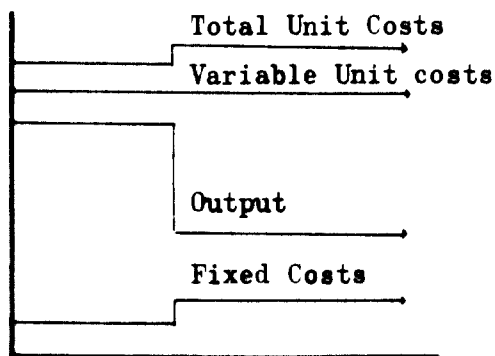 Total Unit Costs
Variable Unit costs
Output
Fixed Costs